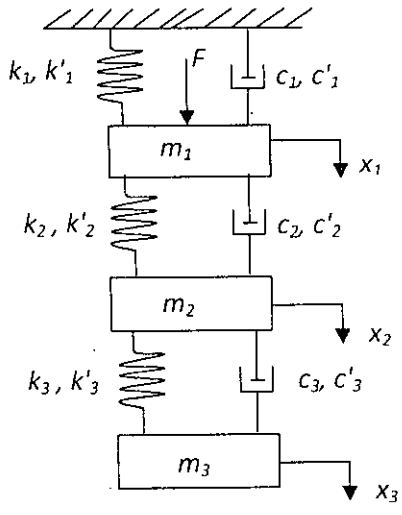 k₁, k'₁
F
c₁, c'₁
m₁
x₁
k₂, k'₂
c₂, c'₂
m₂
x₂
k₃, k'₃
c₃, c'₃
m₃
x₃